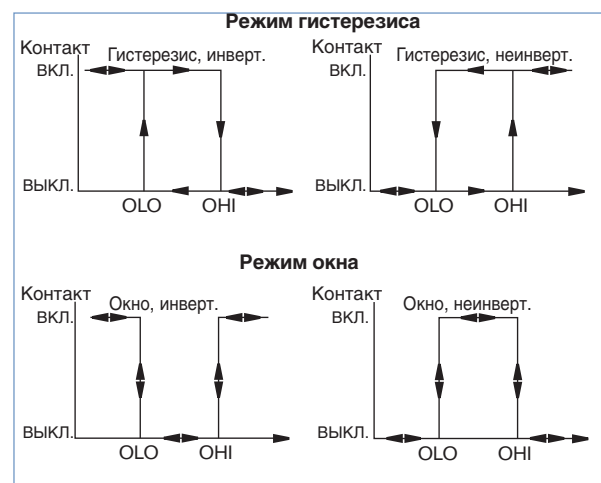 Режим гистерезиса
Контакт
Гистерезис, инверт.
ВКЛ.
ВЫКЛ.
OLO OHI
Контакт
Гистерезис, неинверт.
ВКЛ.
ВЫКЛ.
OLO OHI
Режим окна
Контакт
Окно, инверт.
ВКЛ.
ВЫКЛ.
OLO OHI
Контакт
Окно, неинверт.
ВКЛ.
ВЫКЛ.
OLO OHI